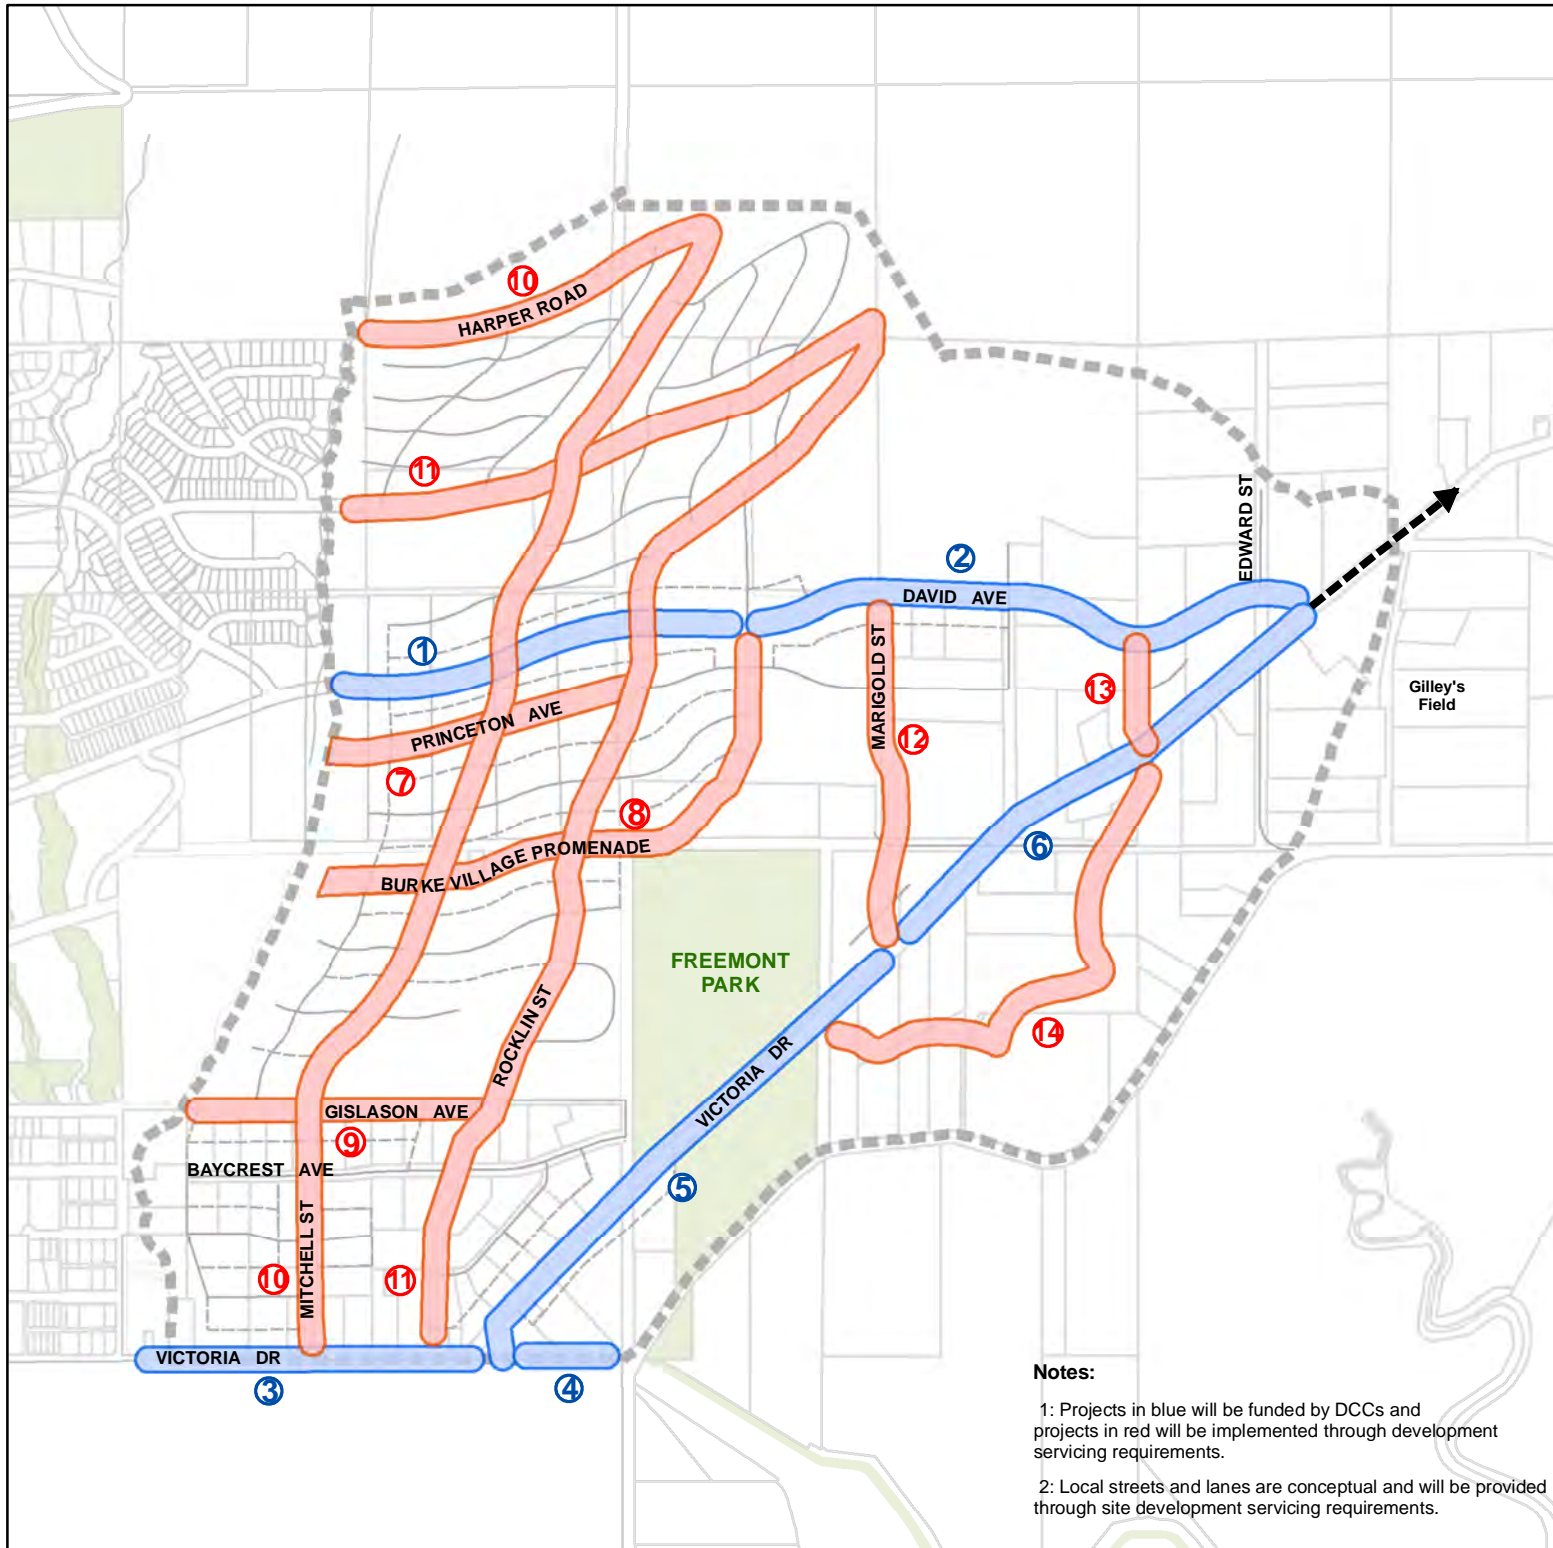 10
HARPER ROAD
11
EDWARD ST
2
DAVID AVE
1
MARIGOLD ST
13
Gilley's
Field
PRINCETON AVE
12
7
8
6
BURKE VILLAGE PROMENADE
FREEMONT
PARK
ROCKLIN ST
VICTORIA DR
14
GISLASON AVE
9
BAYCREST AVE
5
MITCHELL ST
10
11
VICTORIA DR
3
4
Notes:
1: Projects in blue will be funded by DCCs and
projects in red will be implemented through development
servicing requirements.
2: Local streets and lanes are conceptual and will be provided
through site development servicing requirements.